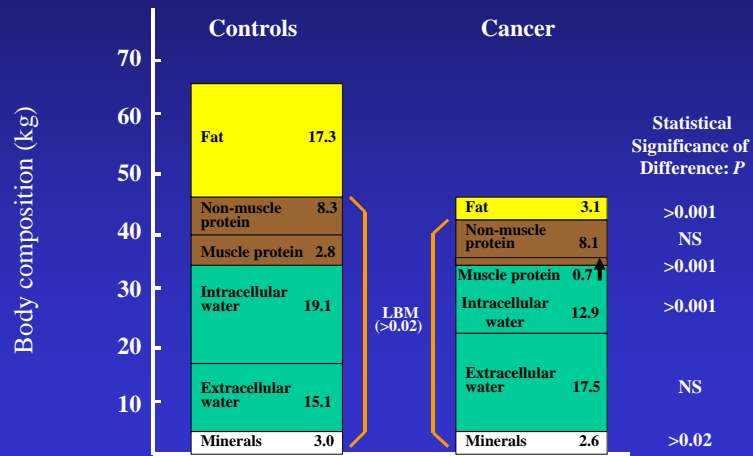 Controls
Cancer
Body composition (kg)
70
60
50
40
30
20
10
Fat 17.3
Non-muscle 8.3
protein
Muscle protein 2.8
Intracellular
water 19.1
Extracellular
water 15.1
Minerals 3.0
LBM
(>0.02)
Fat 3.1
Non-muscle
protein 8.1
Muscle protein 0.7
Intracellular
water 12.9
Extracellular
water 17.5
Minerals 2.6
Statistical
Significance of
Difference: P
>0.001
NS
>0.001
>0.001
NS
>0.02